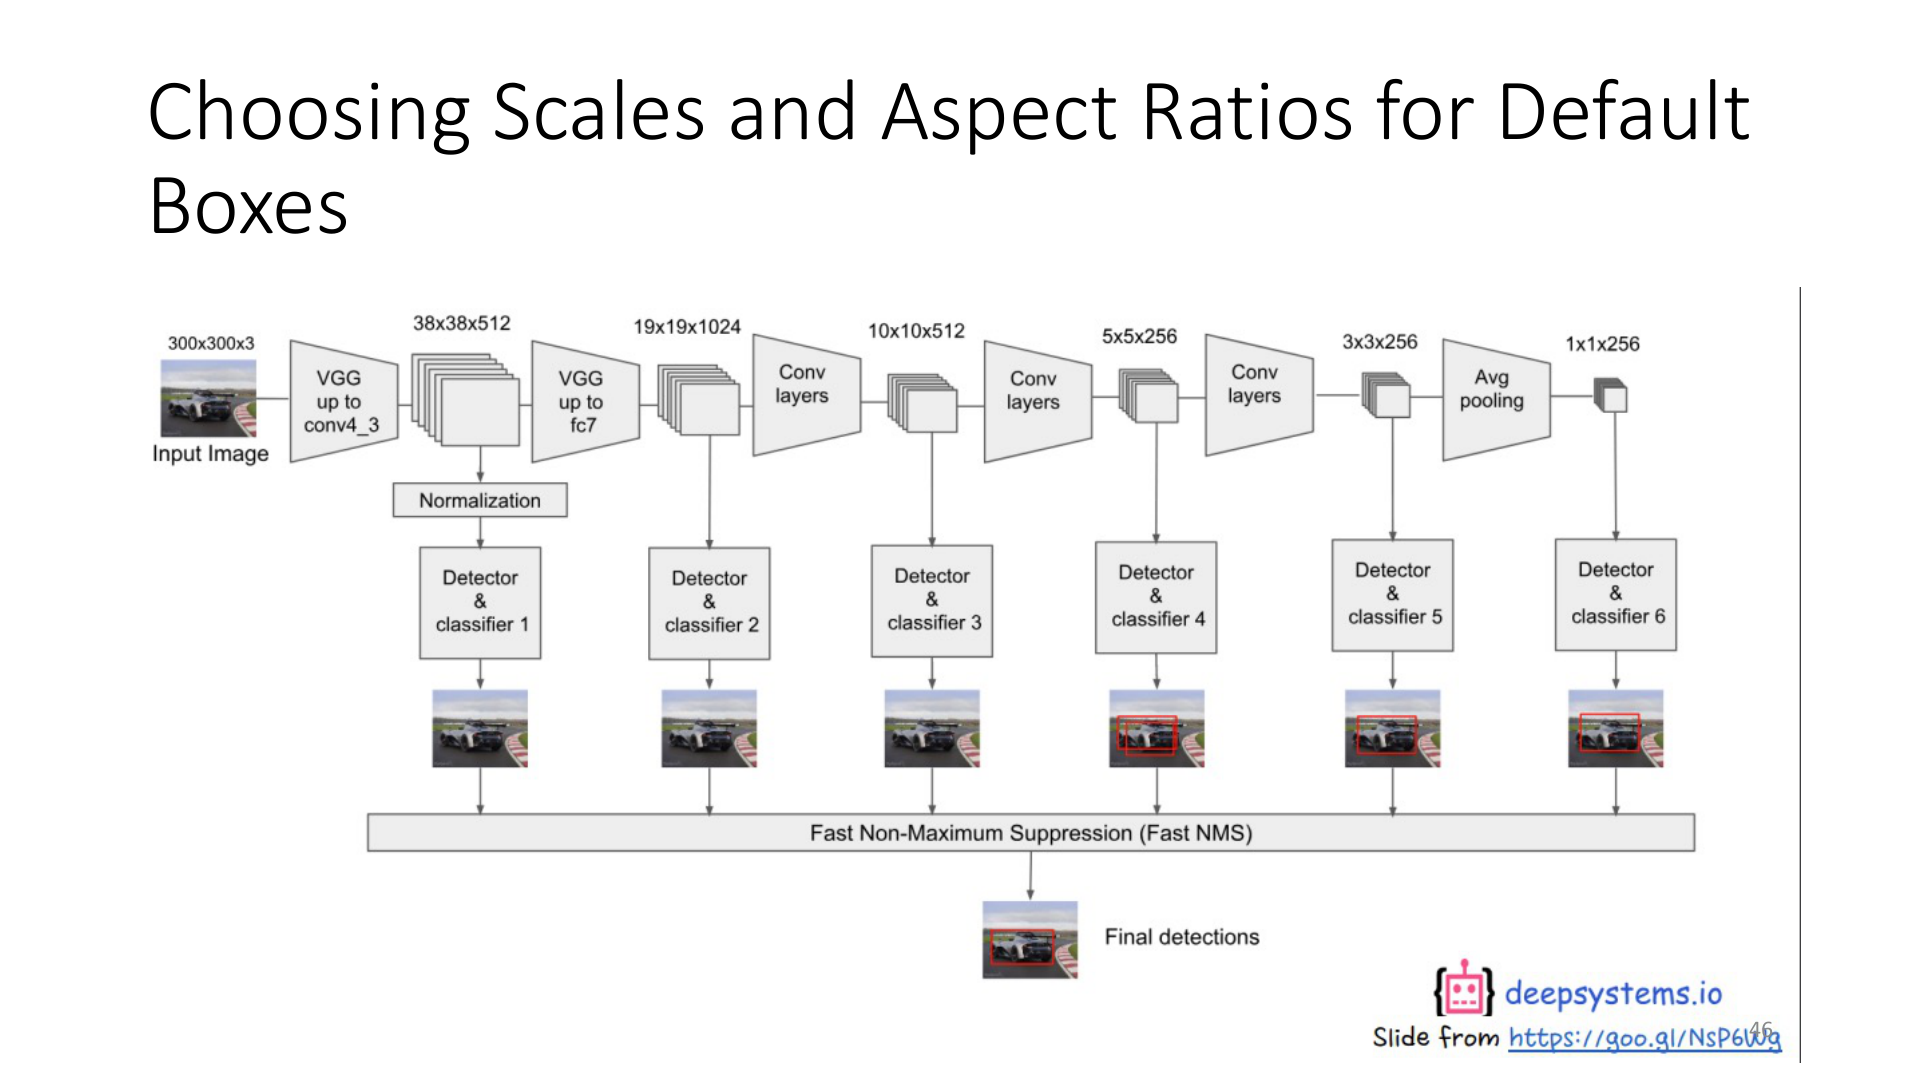 Choosing Scales and Aspect Ratios for Default
Boxes
300x300x3
38x38x512
19x19x1024
10x10x512
5x5x256
3x3x256
1x1x256
Input Image
VGG
up to
conv4_3
VGG
up to
fc7
Conv
layers
Conv
layers
Conv
layers
Avg
pooling
Normalization
Detector
&
classifier 1
Detector
&
classifier 2
Detector
&
classifier 3
Detector
&
classifier 4
Detector
&
classifier 5
Detector
&
classifier 6
Fast Non-Maximum Suppression (Fast NMS)
Final detections
deepsystems.io
Slide from https://goo.gl/NsP6Wg
46